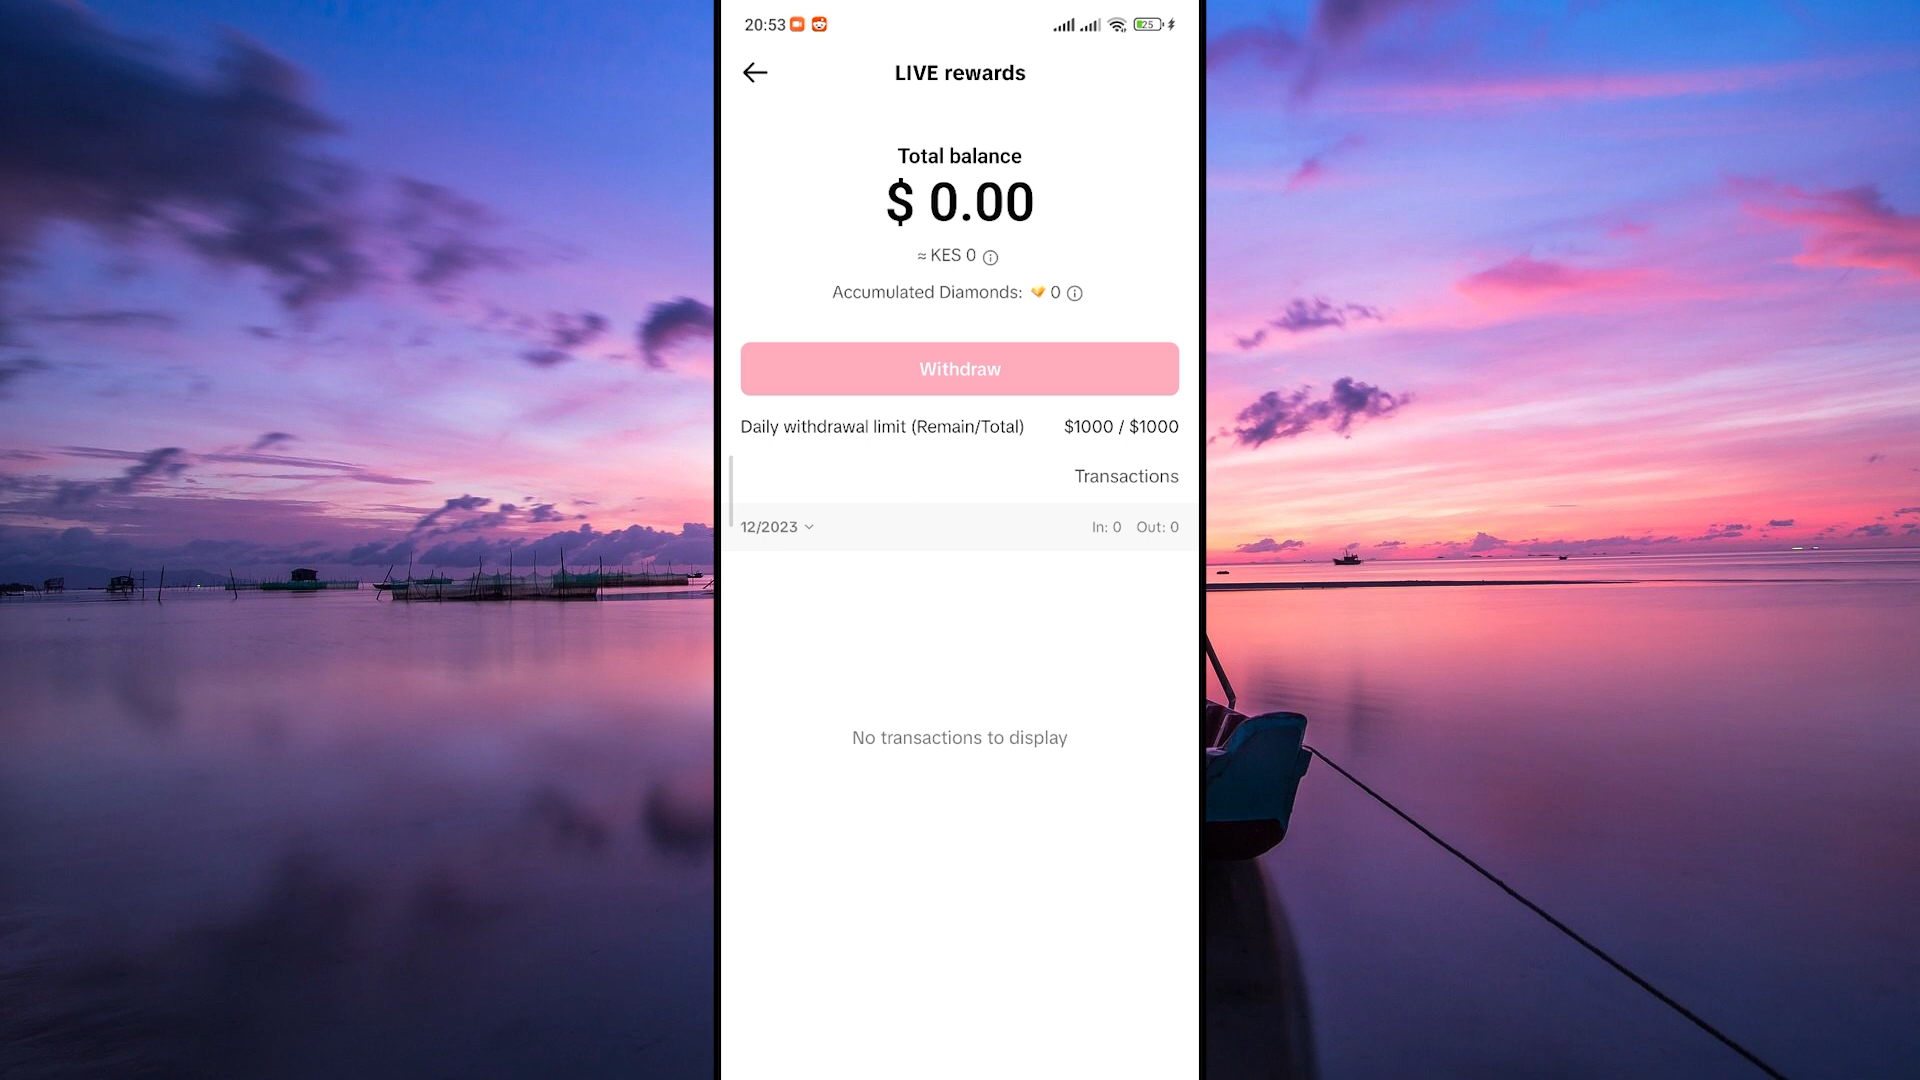 20:53
25
LIVE rewards
Total balance
$ 0.00
≈ KES 0
Accumulated Diamonds: 0
Withdraw
Daily withdrawal limit (Remain/Total) $1000 / $1000
Transactions
12/2023 In: 0 Out: 0
No transactions to display